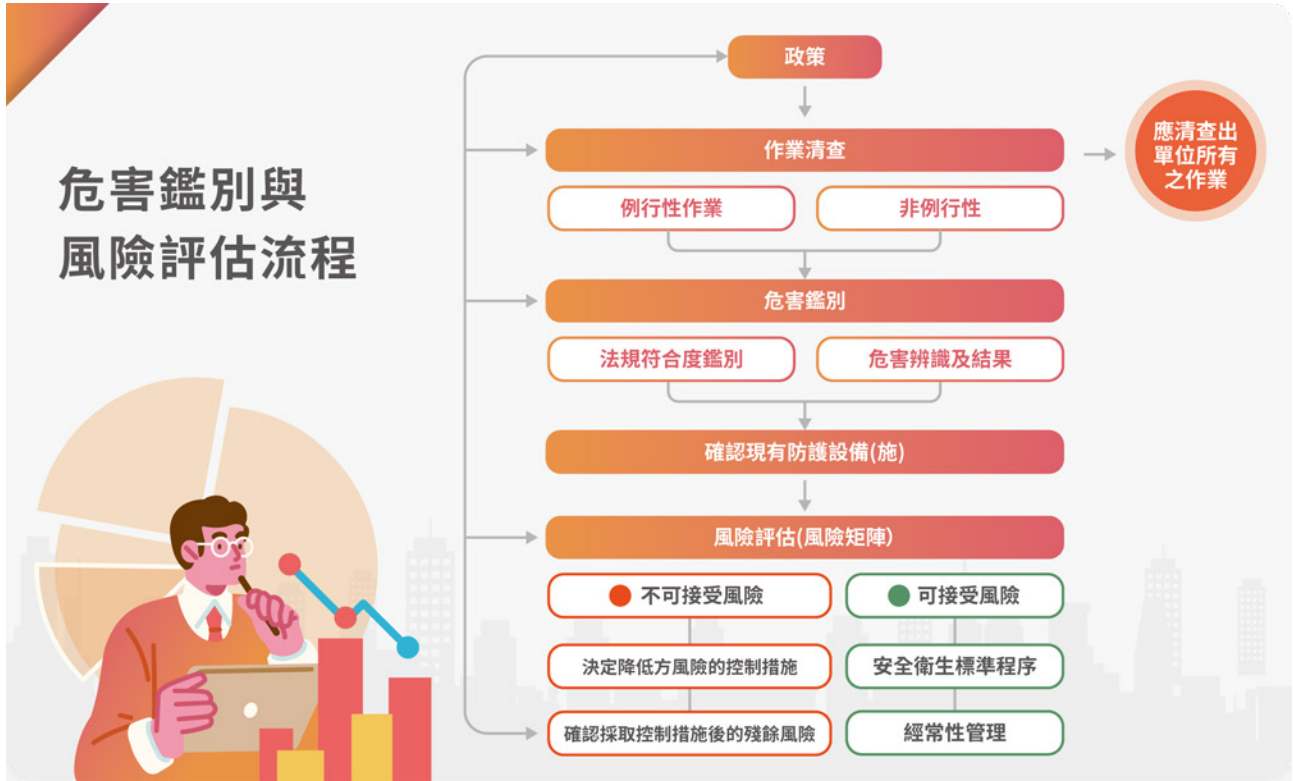 危害鑑別與
風險評估流程
政策
作業清查
應清查出
單位所有
之作業
例行性作業
非例行性
危害鑑別
法規符合度鑑別
危害辨識及結果
確認現有防護設備(施)
風險評估(風險矩陣)
不可接受風險
可接受風險
決定降低方風險的控制措施
安全衛生標準程序
確認採取控制措施後的殘餘風險
經常性管理